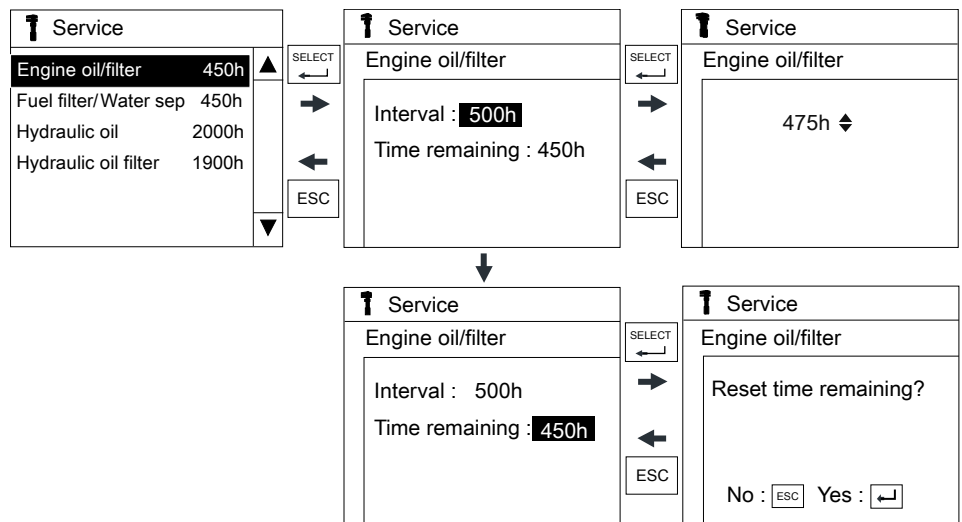 Service
Engine oil/filter 450h
Fuel filter/Water sep 450h
Hydraulic oil 2000h
Hydraulic oil filter 1900h
SELECT
ESC
Service
Engine oil/filter
Interval : 500h
Time remaining : 450h
SELECT
ESC
Service
Engine oil/filter
475h
Service
Engine oil/filter
Interval : 500h
Time remaining : 450h
SELECT
ESC
Service
Engine oil/filter
Reset time remaining?
No : ESC Yes :